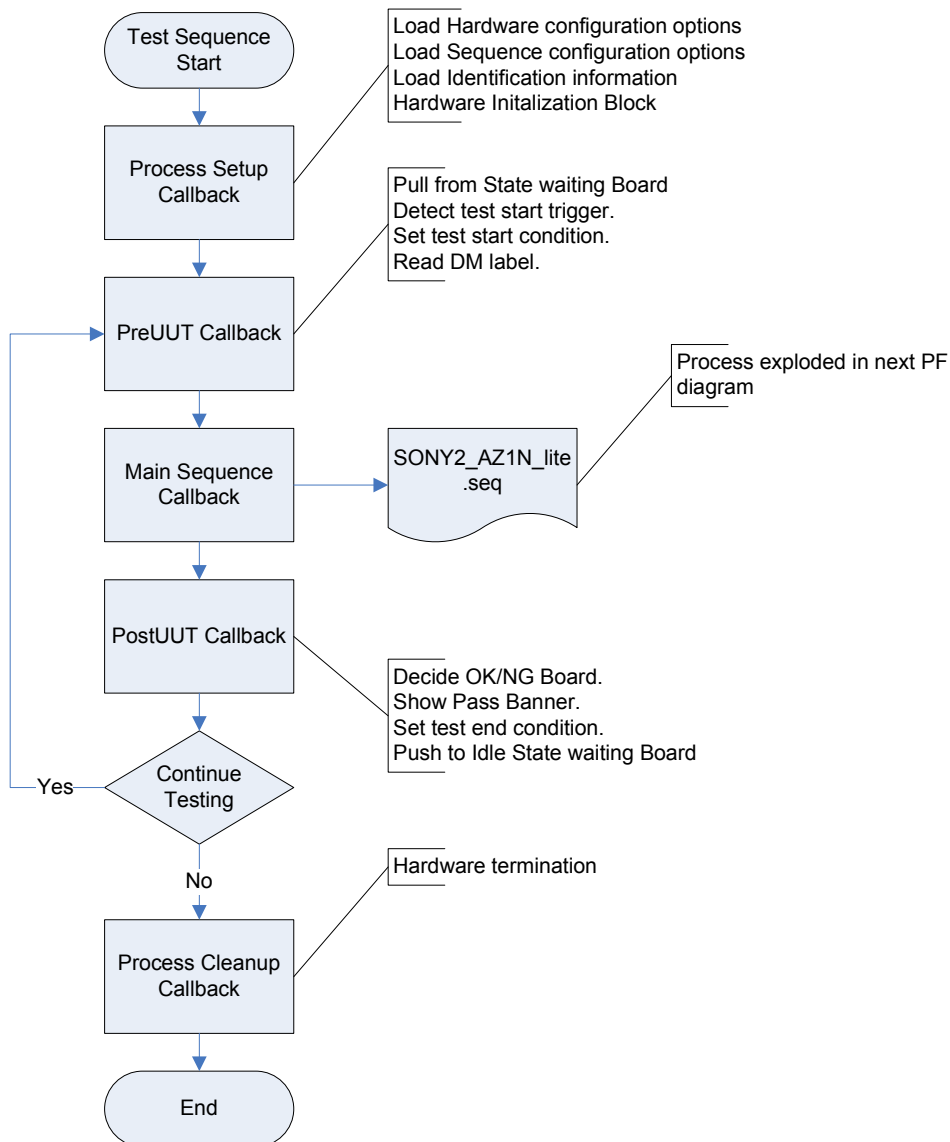 Test Sequence
Start
Load Hardware configuration options
Load Sequence configuration options
Load Identification information
Hardware Initalization Block
Process Setup
Callback
Pull from State waiting Board
Detect test start trigger.
Set test start condition.
Read DM label.
PreUUT Callback
Process exploded in next PF
diagram
Main Sequence
Callback
SONY2_AZ1N_lite
.seq
PostUUT Callback
Decide OK/NG Board.
Show Pass Banner.
Set test end condition.
Push to Idle State waiting Board
Continue
Testing
Yes
No
Hardware termination
Process Cleanup
Callback
End